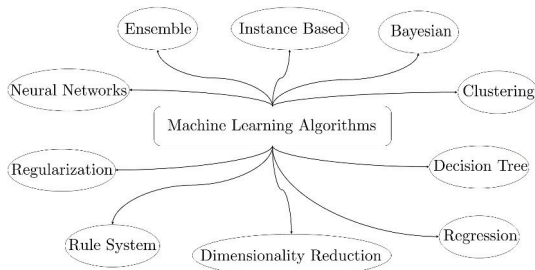 Ensemble
Instance Based
Bayesian
Neural Networks
Clustering
Machine Learning Algorithms
Regularization
Decision Tree
Rule System
Dimensionality Reduction
Regression